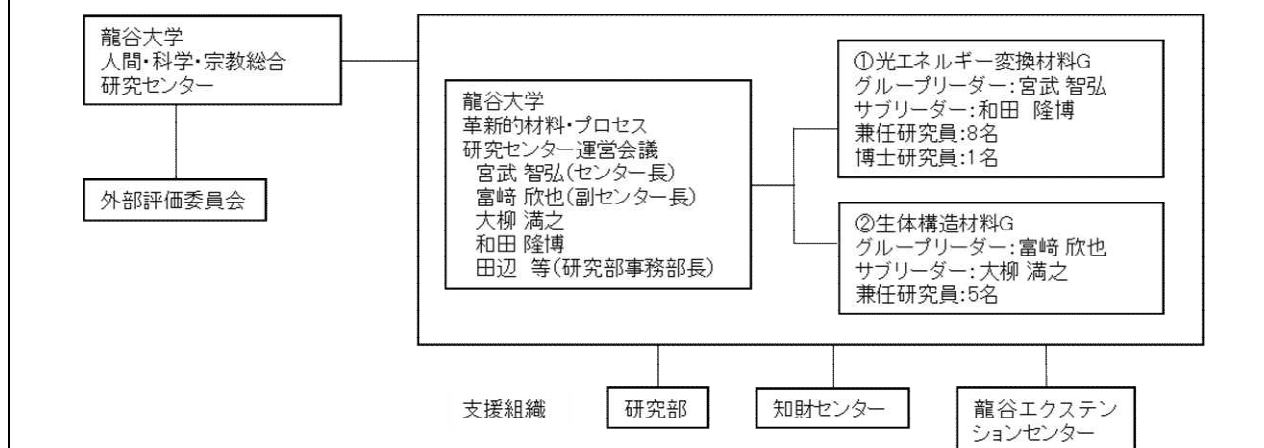 龍谷大学
人間・科学・宗教総合
研究センター
外部評価委員会
龍谷大学
革新的材料・プロセス
研究センター運営会議
宮武 智弘(センター長)
富﨑 欣也(副センター長)
大柳 満之
和田 隆博
田辺 等(研究部事務部長)
①光エネルギー変換材料G
グループリーダー:宮武 智弘
サブリーダー:和田 隆博
兼任研究員:8名
博士研究員:1名
②生体構造材料G
グループリーダー:富﨑 欣也
サブリーダー:大柳 満之
兼任研究員:5名
支援組織
研究部
知財センター
龍谷エクステン
ションセンター